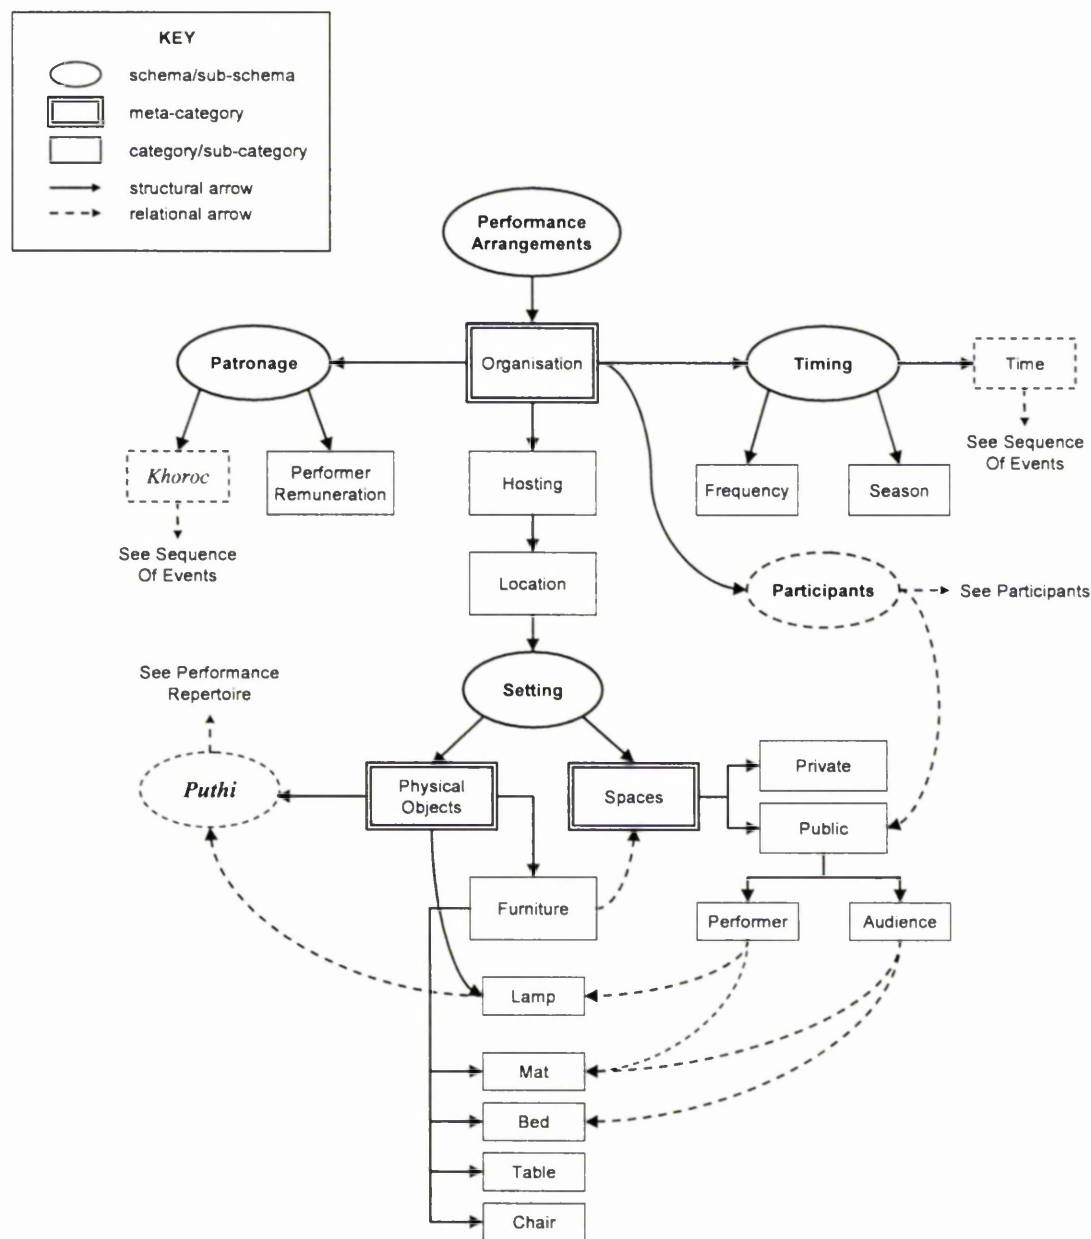 KEY
schema/sub-schema
meta-category
category/sub-category
structural arrow
relational arrow
Performance
Arrangements
Patronage
Organisation
Timing
Time
Khoroc
Performer
Remuneration
Hosting
Frequency
Season
See Sequence
Of Events
See Sequence
Of Events
Location
Participants
See Participants
See Performance
Repertoire
Setting
Puthi
Physical
Objects
Spaces
Private
Public
Furniture
Performer
Audience
Lamp
Mat
Bed
Table
Chair